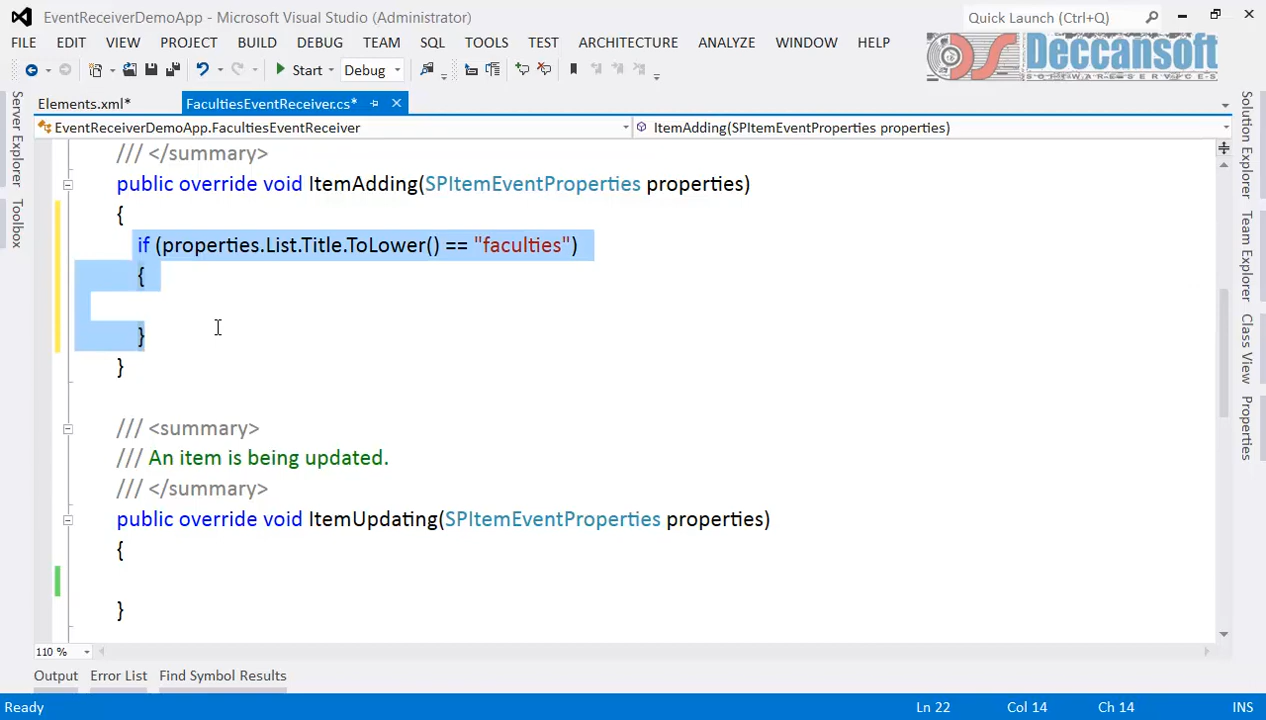 EventReceiverDemoApp - Microsoft Visual Studio (Administrator)
Quick Launch (Ctrl+Q)
FILE EDIT VIEW PROJECT BUILD DEBUG TEAM SQL TOOLS TEST ARCHITECTURE ANALYZE WINDOW HELP
DS Deccansoft
SOFTWARE SERVICES
Start Debug
Elements.xml* FacultiesEventReceiver.cs*
EventReceiverDemoApp.FacultiesEventReceiver ItemAdding(SPItemEventProperties properties)
Server Explorer
Toolbox
Solution Explorer
Team Explorer
Class View
Properties
/// </summary>
public override void ItemAdding(SPItemEventProperties properties)
{
if (properties.List.Title.ToLower() == "faculties")
{
}
}
/// <summary>
/// An item is being updated.
/// </summary>
public override void ItemUpdating(SPItemEventProperties properties)
{
}
110 %
Output Error List Find Symbol Results
Ready Ln 22 Col 14 Ch 14 INS